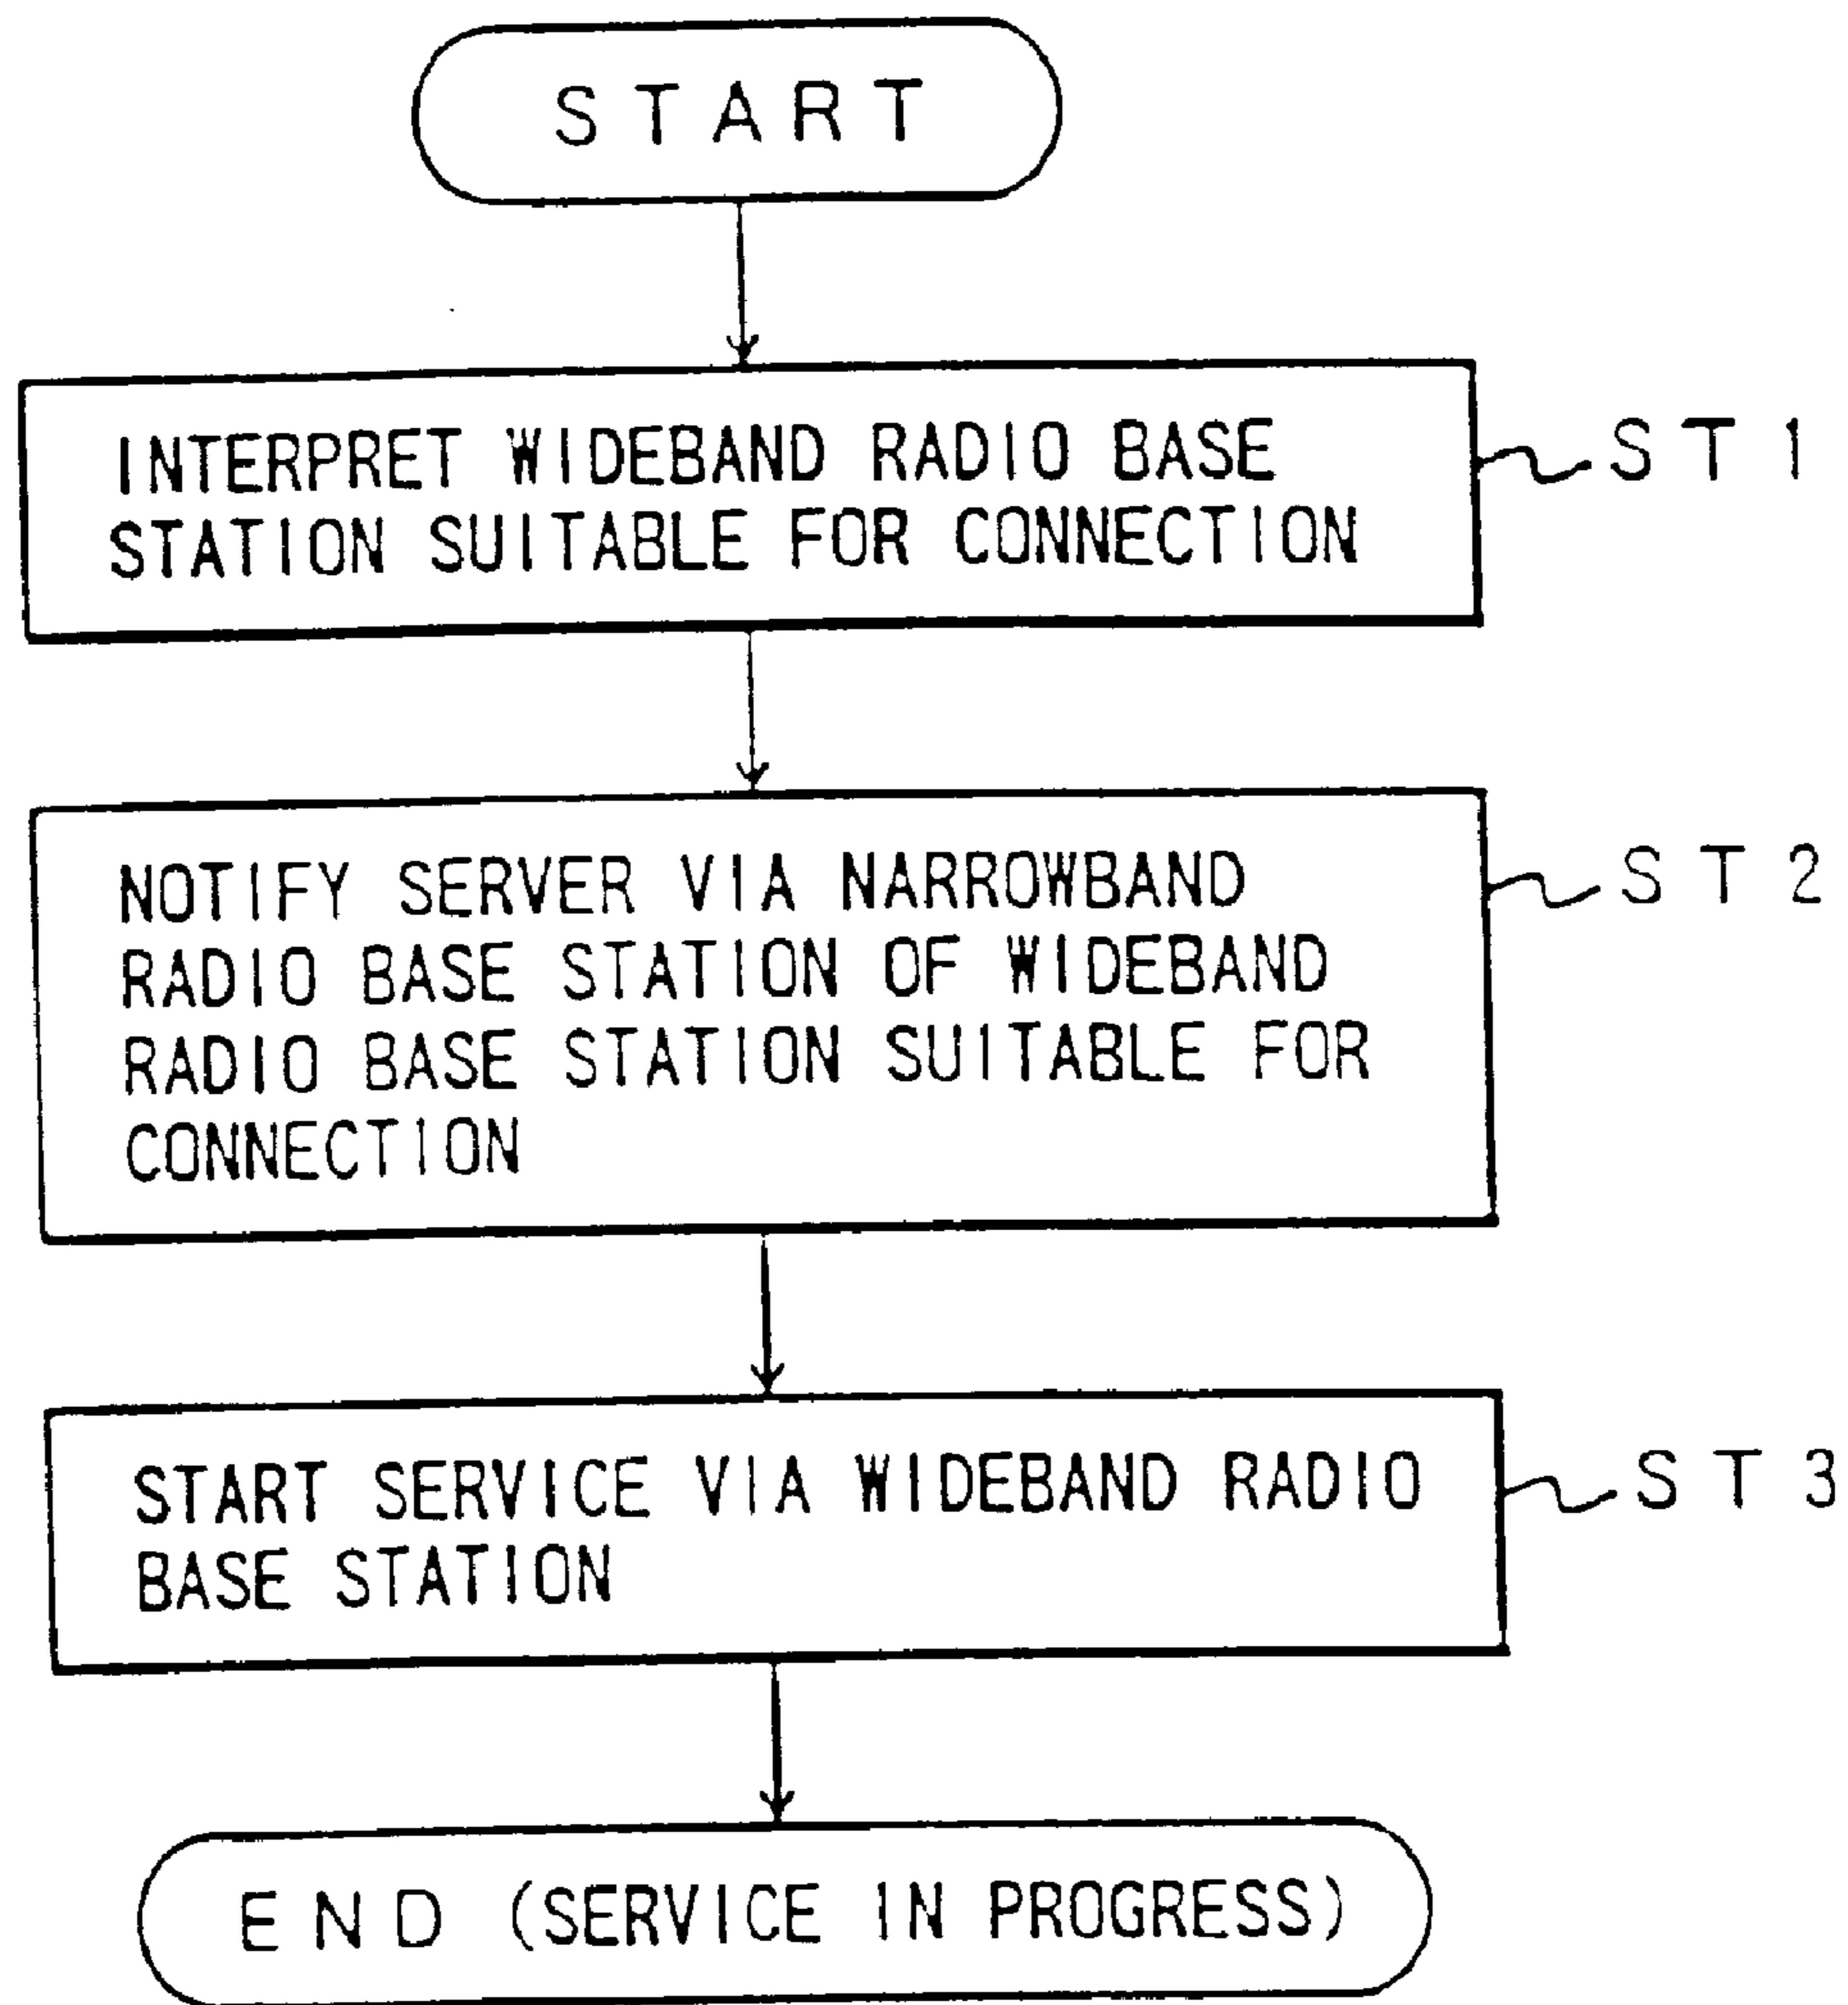 START
INTERPRET WIDEBAND RADIO BASE
STATION SUITABLE FOR CONNECTION
ST1
NOTIFY SERVER VIA NARROWBAND
RADIO BASE STATION OF WIDEBAND
RADIO BASE STATION SUITABLE FOR
CONNECTION
ST2
START SERVICE VIA WIDEBAND RADIO
BASE STATION
ST3
END (SERVICE IN PROGRESS)